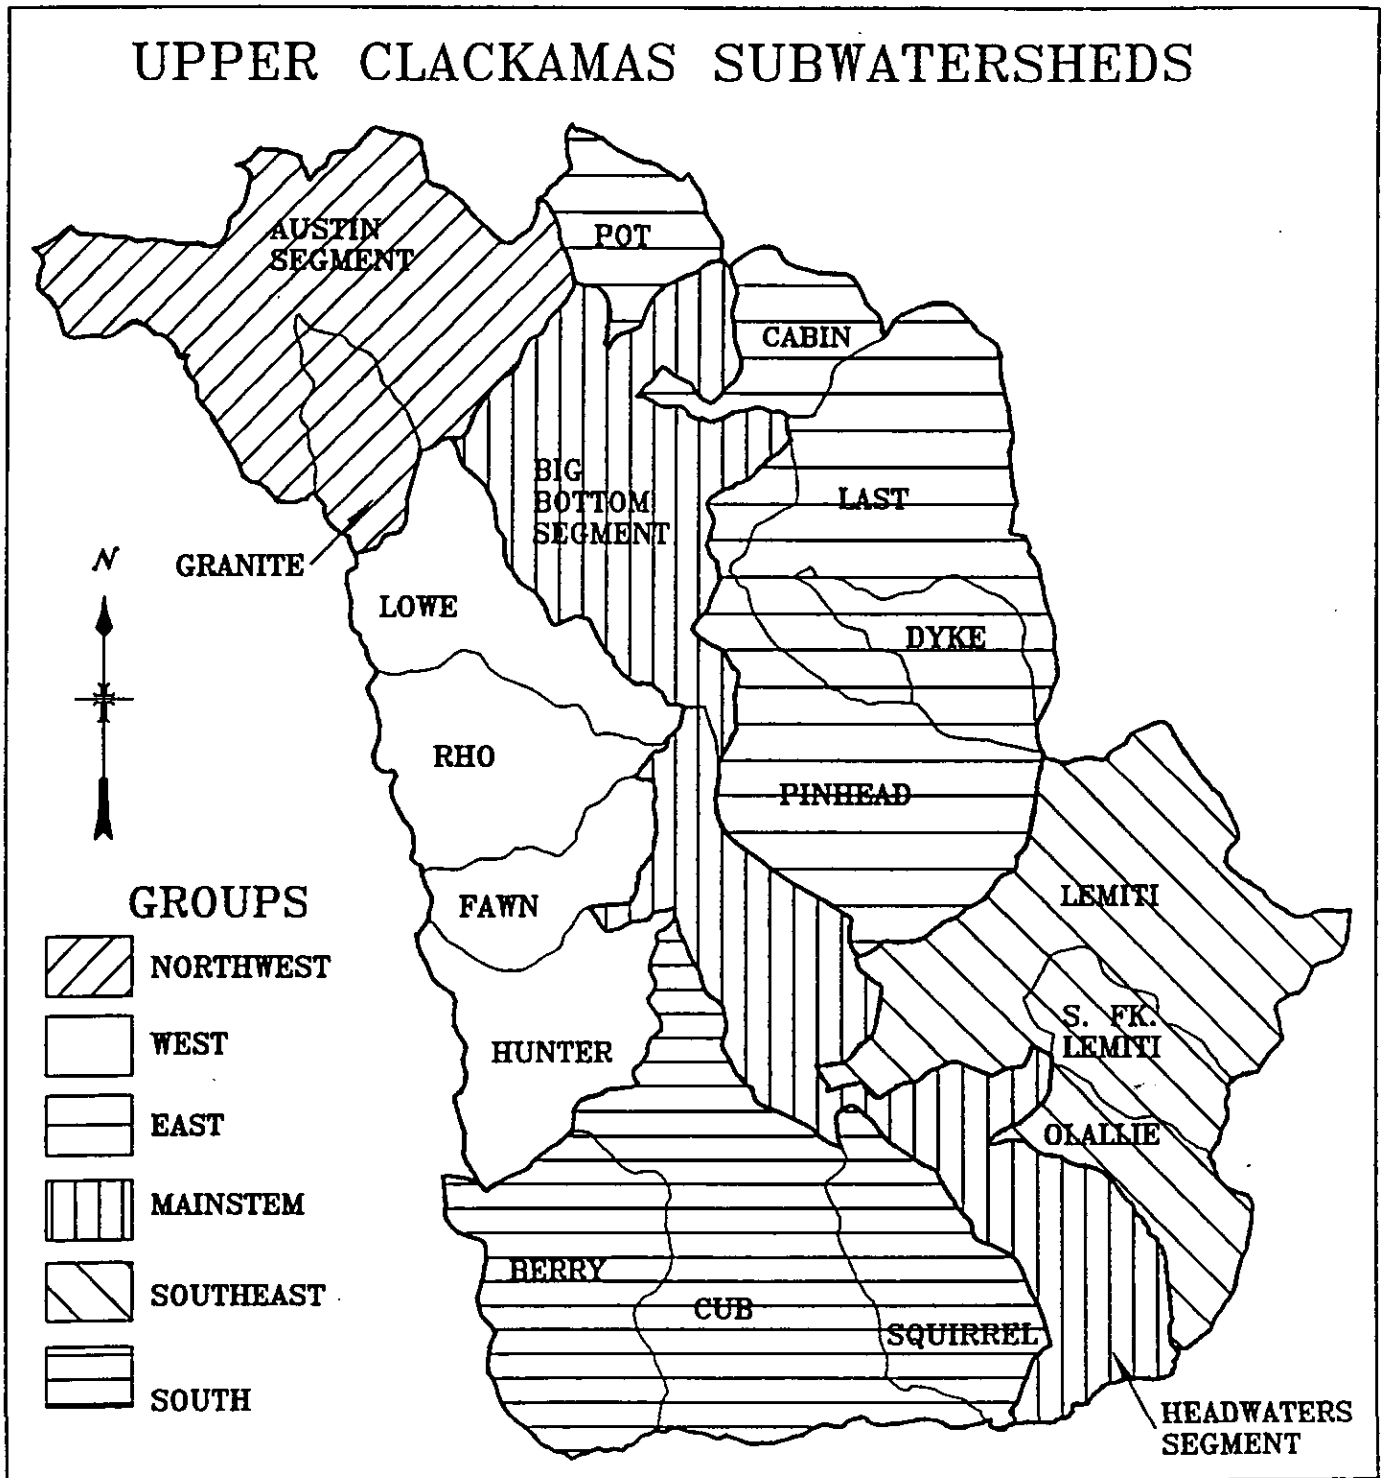 UPPER CLACKAMAS SUBWATERSHEDS
AUSTIN
SEGMENT
POT
CABIN
BIG
BOTTOM
SEGMENT
LAST
GRANITE
N
LOWE
DYKE
RHO
PINHEAD
FAWN
LEMITI
HUNTER
S. FK.
LEMITI
OLALLIE
BERRY
CUB
SQUIRREL
HEADWATERS
SEGMENT
GROUPS
NORTHWEST
WEST
EAST
MAINSTEM
SOUTHEAST
SOUTH